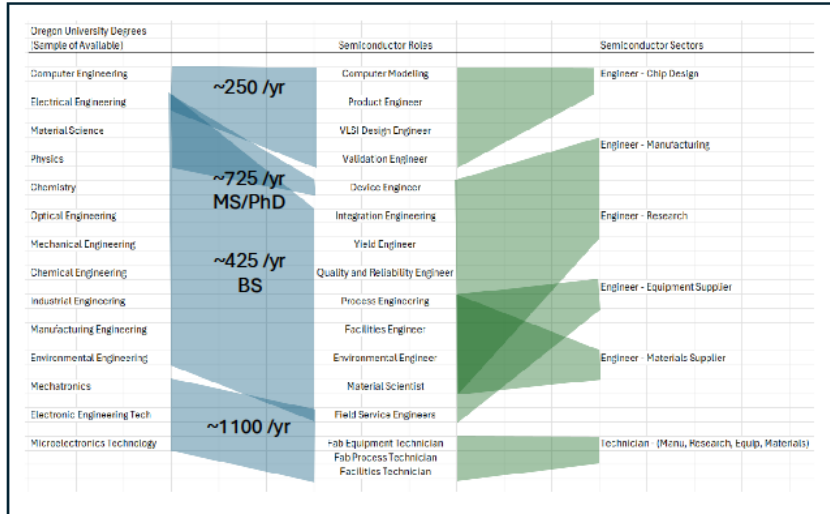 Oregon University Degrees
(Sample of Available)
Semiconductor Roles
Semiconductor Sectors
Computer Engineering
Electrical Engineering
Material Science
Physics
Chemistry
Optical Engineering
Mechanical Engineering
Chemical Engineering
Industrial Engineering
Manufacturing Engineering
Environmental Engineering
Mechatronics
Electronic Engineering Tech
Microelectronics Technology
~250 /yr
~725 /yr
MS/PhD
~425 /yr
BS
~1100 /yr
Computer Modeling
Product Engineer
VLSI Design Engineer
Validation Engineer
Device Engineer
Integration Engineering
Yield Engineer
Quality and Reliability Engineer
Process Engineering
Facilities Engineer
Environmental Engineer
Material Scientist
Field Service Engineers
Fab Equipment Technician
Fab Process Technician
Facilities Technician
Engineer - Chip Design
Engineer - Manufacturing
Engineer - Research
Engineer - Equipment Supplier
Engineer - Materials Supplier
Technician - (Manu, Research, Equip, Materials)